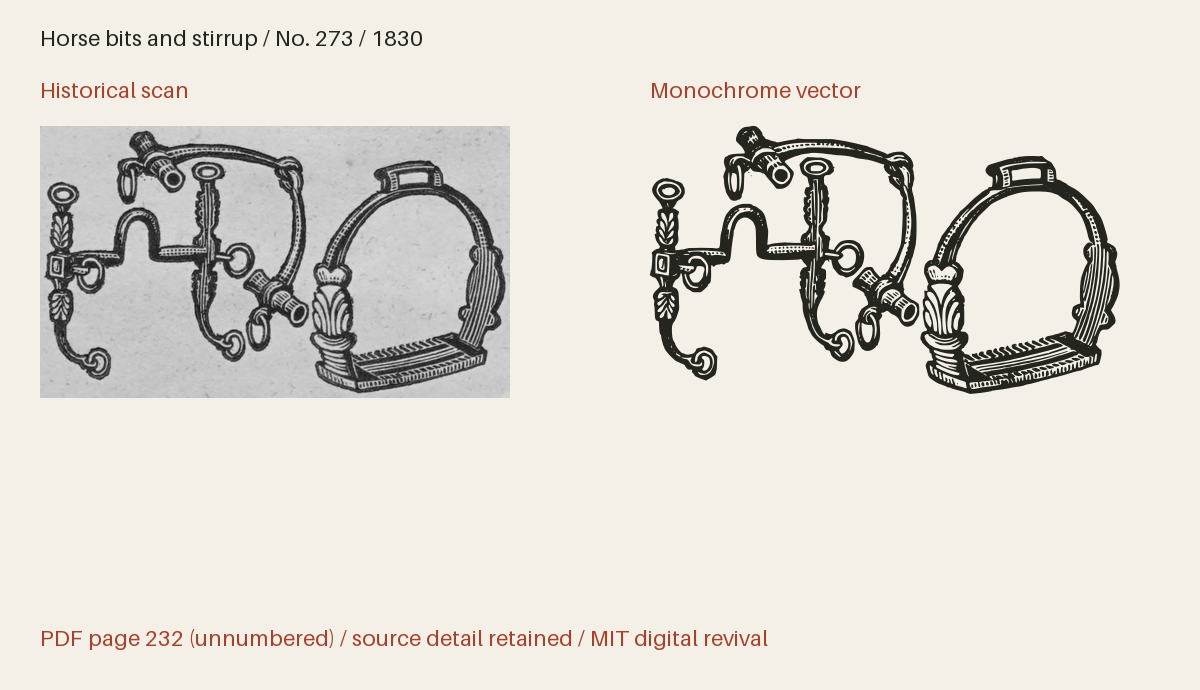 Horse bits and stirrup / No. 273 / 1830
Historical scan
Monochrome vector
PDF page 232 (unnumbered) / source detail retained / MIT digital revival